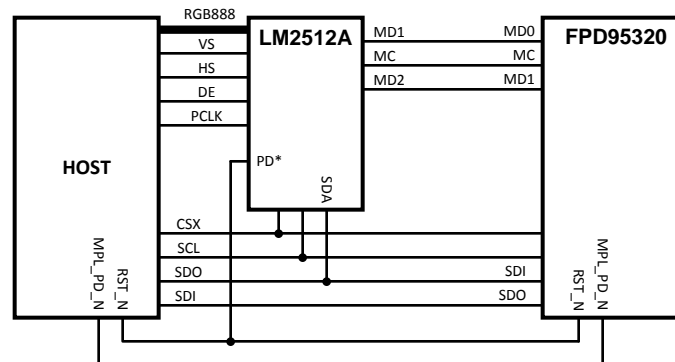 RGB888
LM2512A
FPD95320
VS
HS
DE
PCLK
MD1
MD0
MC
MC
MD2
MD1
HOST
PD*
SDA
CSX
SCL
SDO
SDI
SDI
SDO
MPL_PD_N
RST_N
RST_N
MPL_PD_N